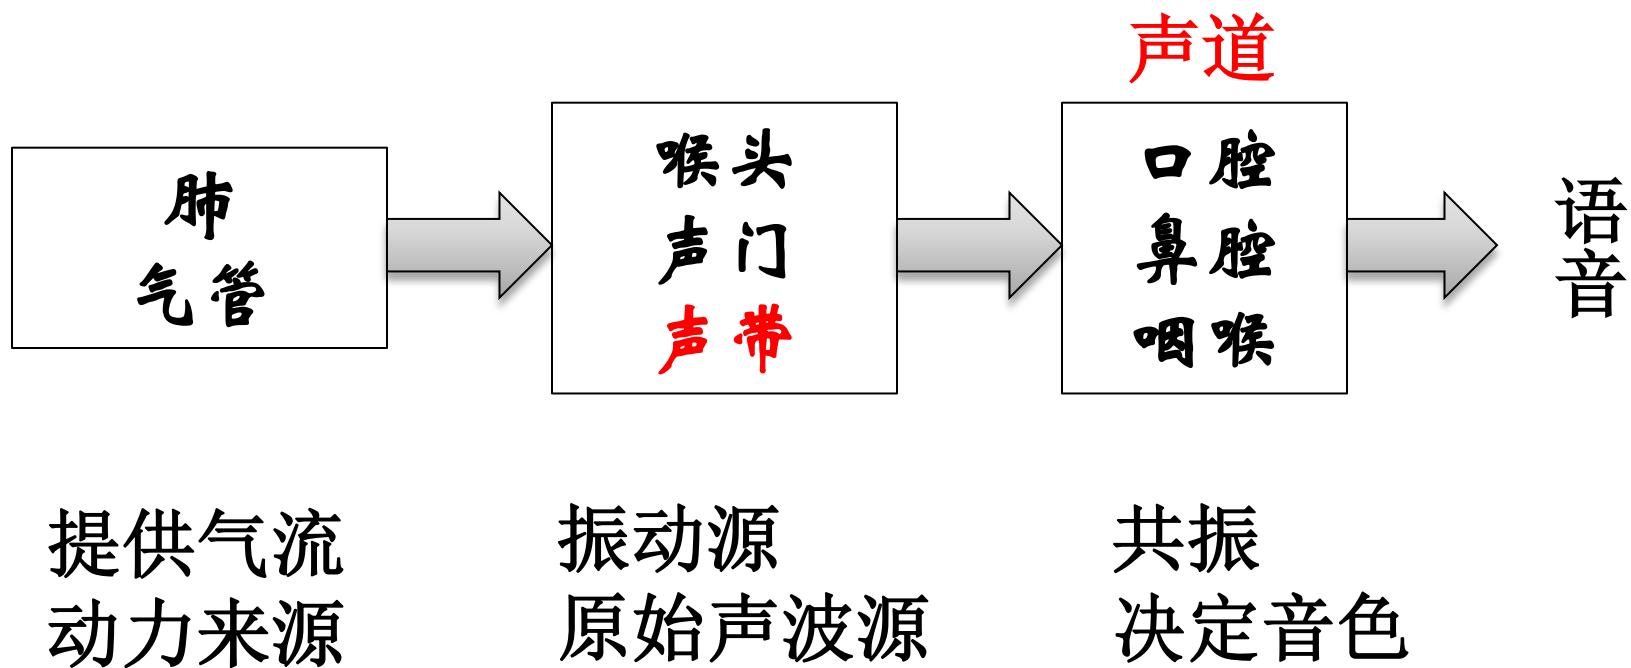 声道
肺
气管
喉头
声门
声带
口腔
鼻腔
咽喉
语
音
提供气流
动力来源
振动源
原始声波源
共振
决定音色